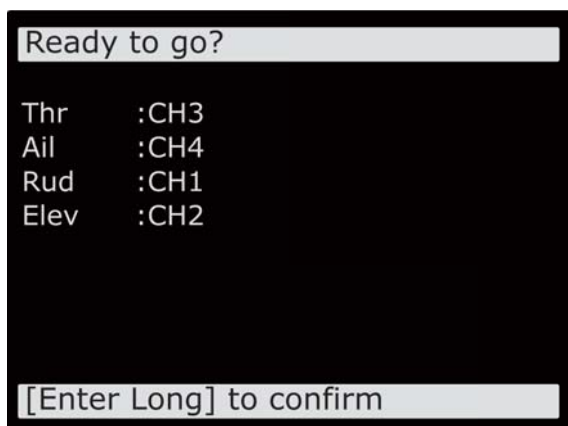 Ready to go?
Thr :CH3
Ail :CH4
Rud :CH1
Elev :CH2
[Enter Long] to confirm